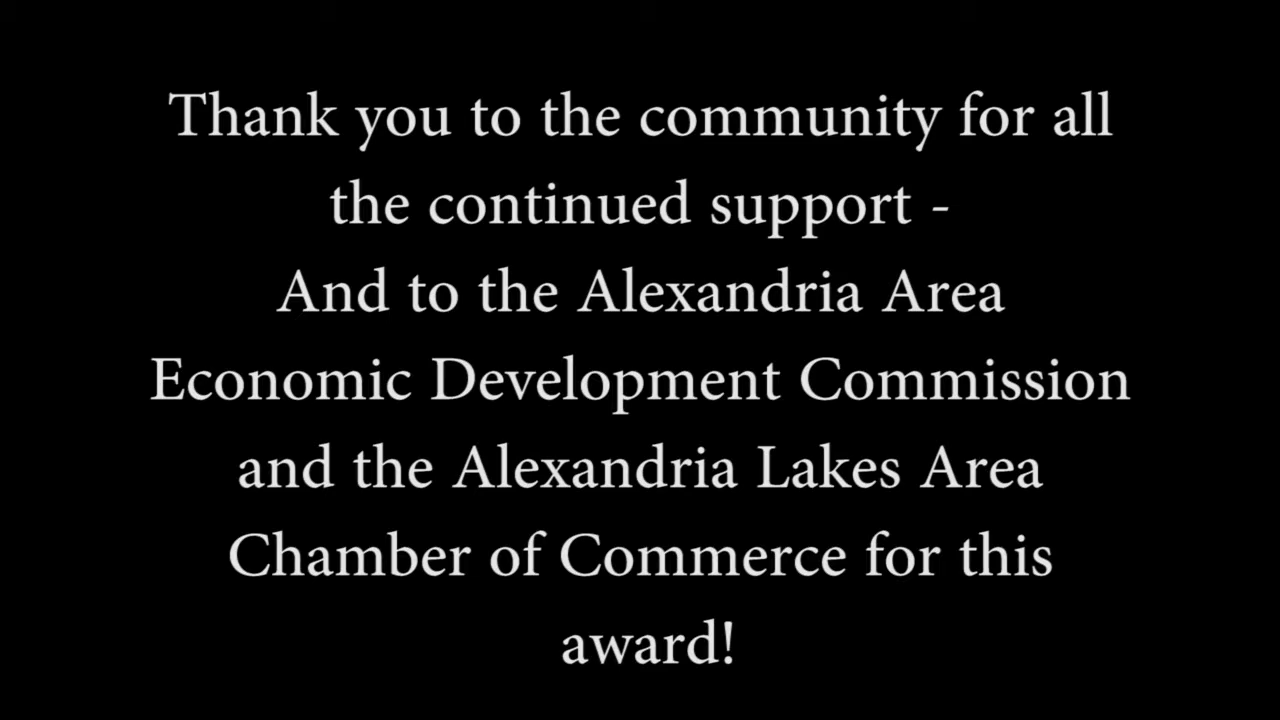 Thank you to the community for all
the continued support -
And to the Alexandria Area
Economic Development Commission
and the Alexandria Lakes Area
Chamber of Commerce for this
award!